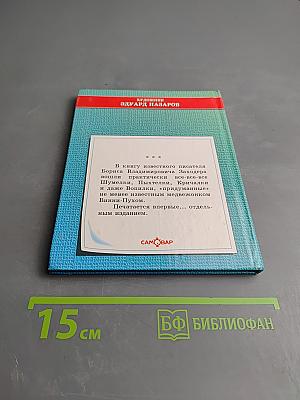 ХУДОЖНИК
ЭДУАРД НАЗАРОВ
* * *
В книгу известного писателя
Бориса Владимировича Заходера
вошли практически все-все-все
Шумелки, Пыхтелки, Кричалки
и даже Вопилки, «придуманные»
не менее известным медвежонком
Винни-Пухом.
Печатается впервые... отдель-
ным изданием.
САМОВАР
15 см
БФ БИБЛИОФАН